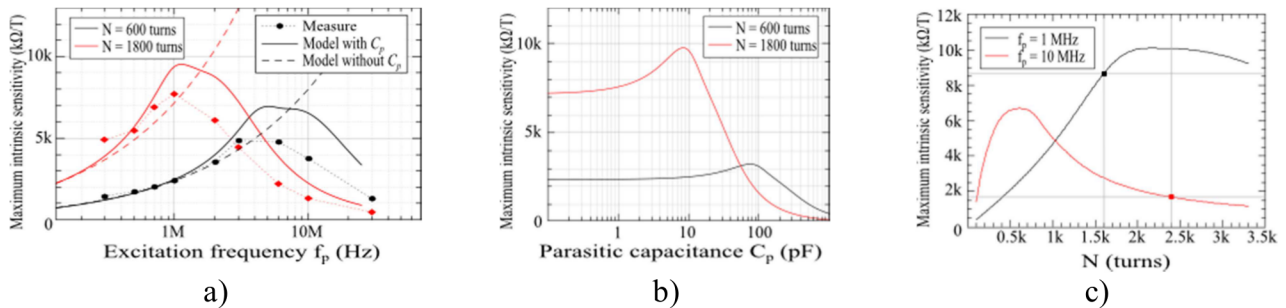 Maximum intrinsic sensitivity (kΩ/T)
10k
5k
0
N = 600 turns
N = 1800 turns
Measure
Model with Cp
Model without Cp
1M
10M
Excitation frequency fp (Hz)
a)
Maximum intrinsic sensitivity (kΩ/T)
10k
5k
0
N = 600 turns
N = 1800 turns
1
10
100
Parasitic capacitance Cp (pF)
b)
Maximum intrinsic sensitivity (kΩ/T)
12k
10k
8k
6k
4k
2k
0
fp = 1 MHz
fp = 10 MHz
0.5k 1k 1.5k 2k 2.5k 3k 3.5k
N (turns)
c)